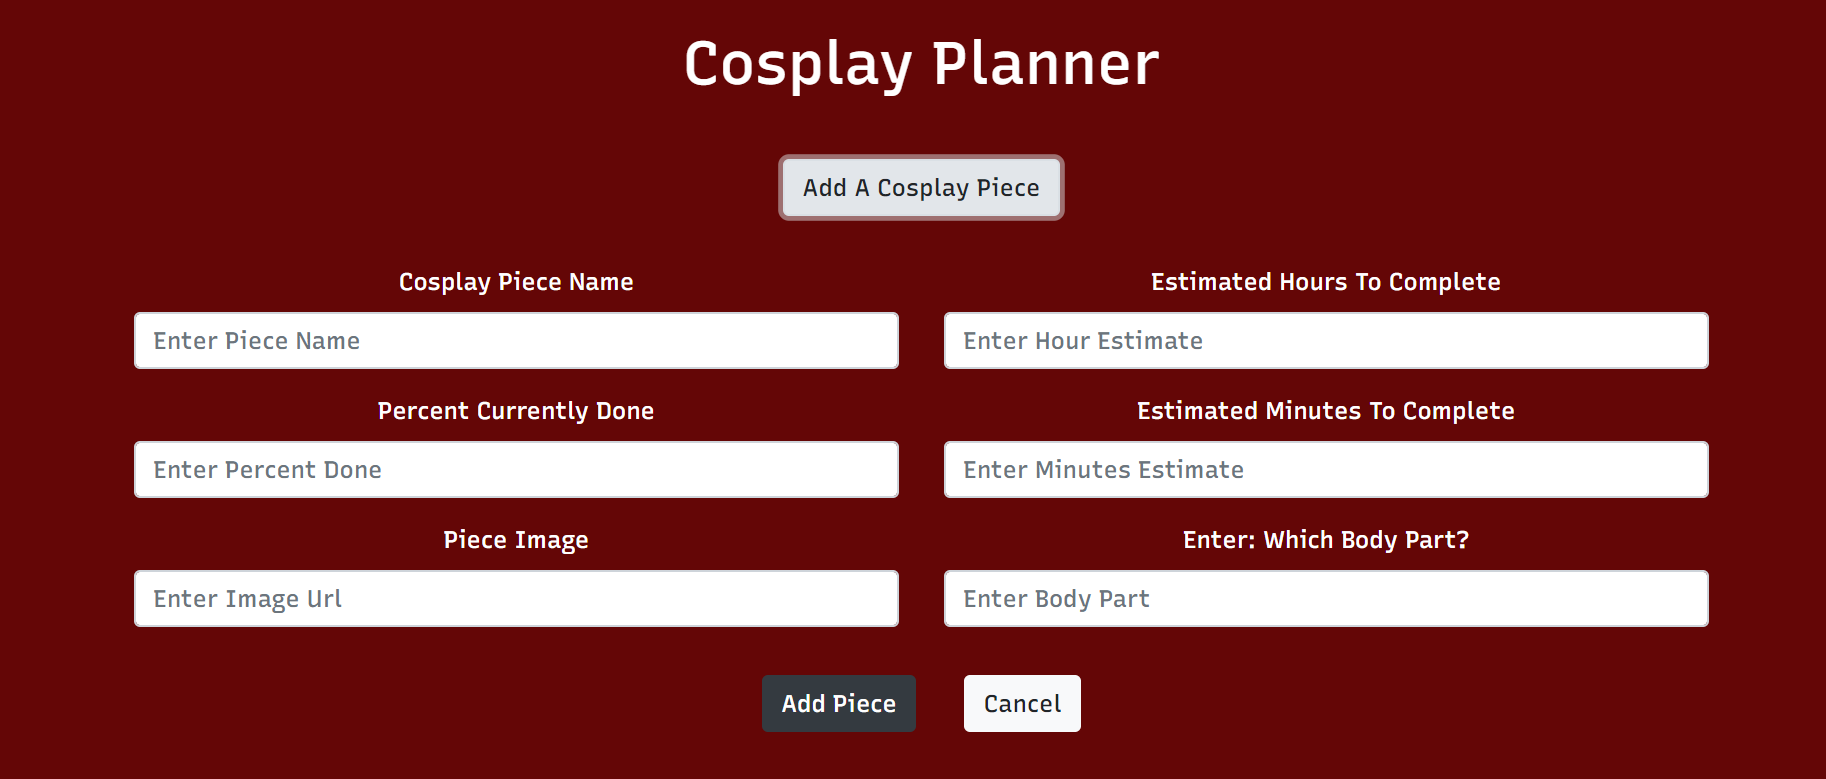 Cosplay Planner
Add A Cosplay Piece
Cosplay Piece Name
Enter Piece Name
Estimated Hours To Complete
Enter Hour Estimate
Percent Currently Done
Enter Percent Done
Estimated Minutes To Complete
Enter Minutes Estimate
Piece Image
Enter Image Url
Enter: Which Body Part?
Enter Body Part
Add Piece
Cancel